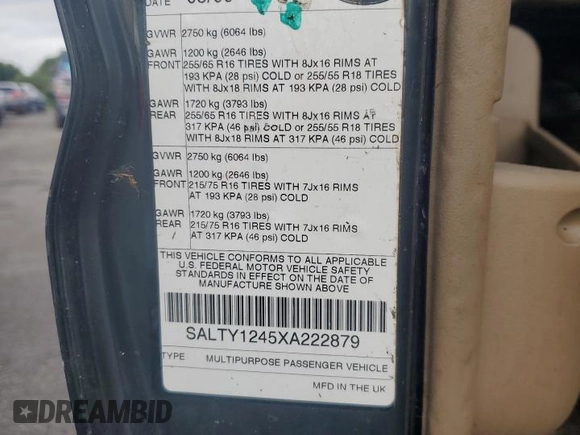 DATE
GVWR 2750 kg (6064 lbs)
GAWR 1200 kg (2646 lbs)
FRONT 255/65 R16 TIRES WITH 8Jx16 RIMS AT
193 KPA (28 psi) COLD OR 255/55 R18 TIRES
WITH 8Jx18 RIMS AT 193 KPA (28 psi) COLD
GAWR 1720 kg (3793 lbs)
REAR 255/65 R16 TIRES WITH 8Jx16 RIMS AT
317 KPA (46 psi) COLD OR 255/55 R18 TIRES
WITH 8Jx18 RIMS AT 317 KPA (46 psi) COLD
GVWR 2750 kg (6064 lbs)
GAWR 1200 kg (2646 lbs)
FRONT 215/75 R16 TIRES WITH 7Jx16 RIMS
AT 193 KPA (28 psi) COLD
GAWR 1720 kg (3793 lbs)
REAR 215/75 R16 TIRES WITH 7Jx16 RIMS
AT 317 KPA (46 psi) COLD
THIS VEHICLE CONFORMS TO ALL APPLICABLE
U.S. FEDERAL MOTOR VEHICLE SAFETY
STANDARDS IN EFFECT ON THE DATE OF
MANUFACTURE SHOWN ABOVE
SALTY1245XA222879
TYPE MULTIPURPOSE PASSENGER VEHICLE
MFD IN THE UK
DREAMBID